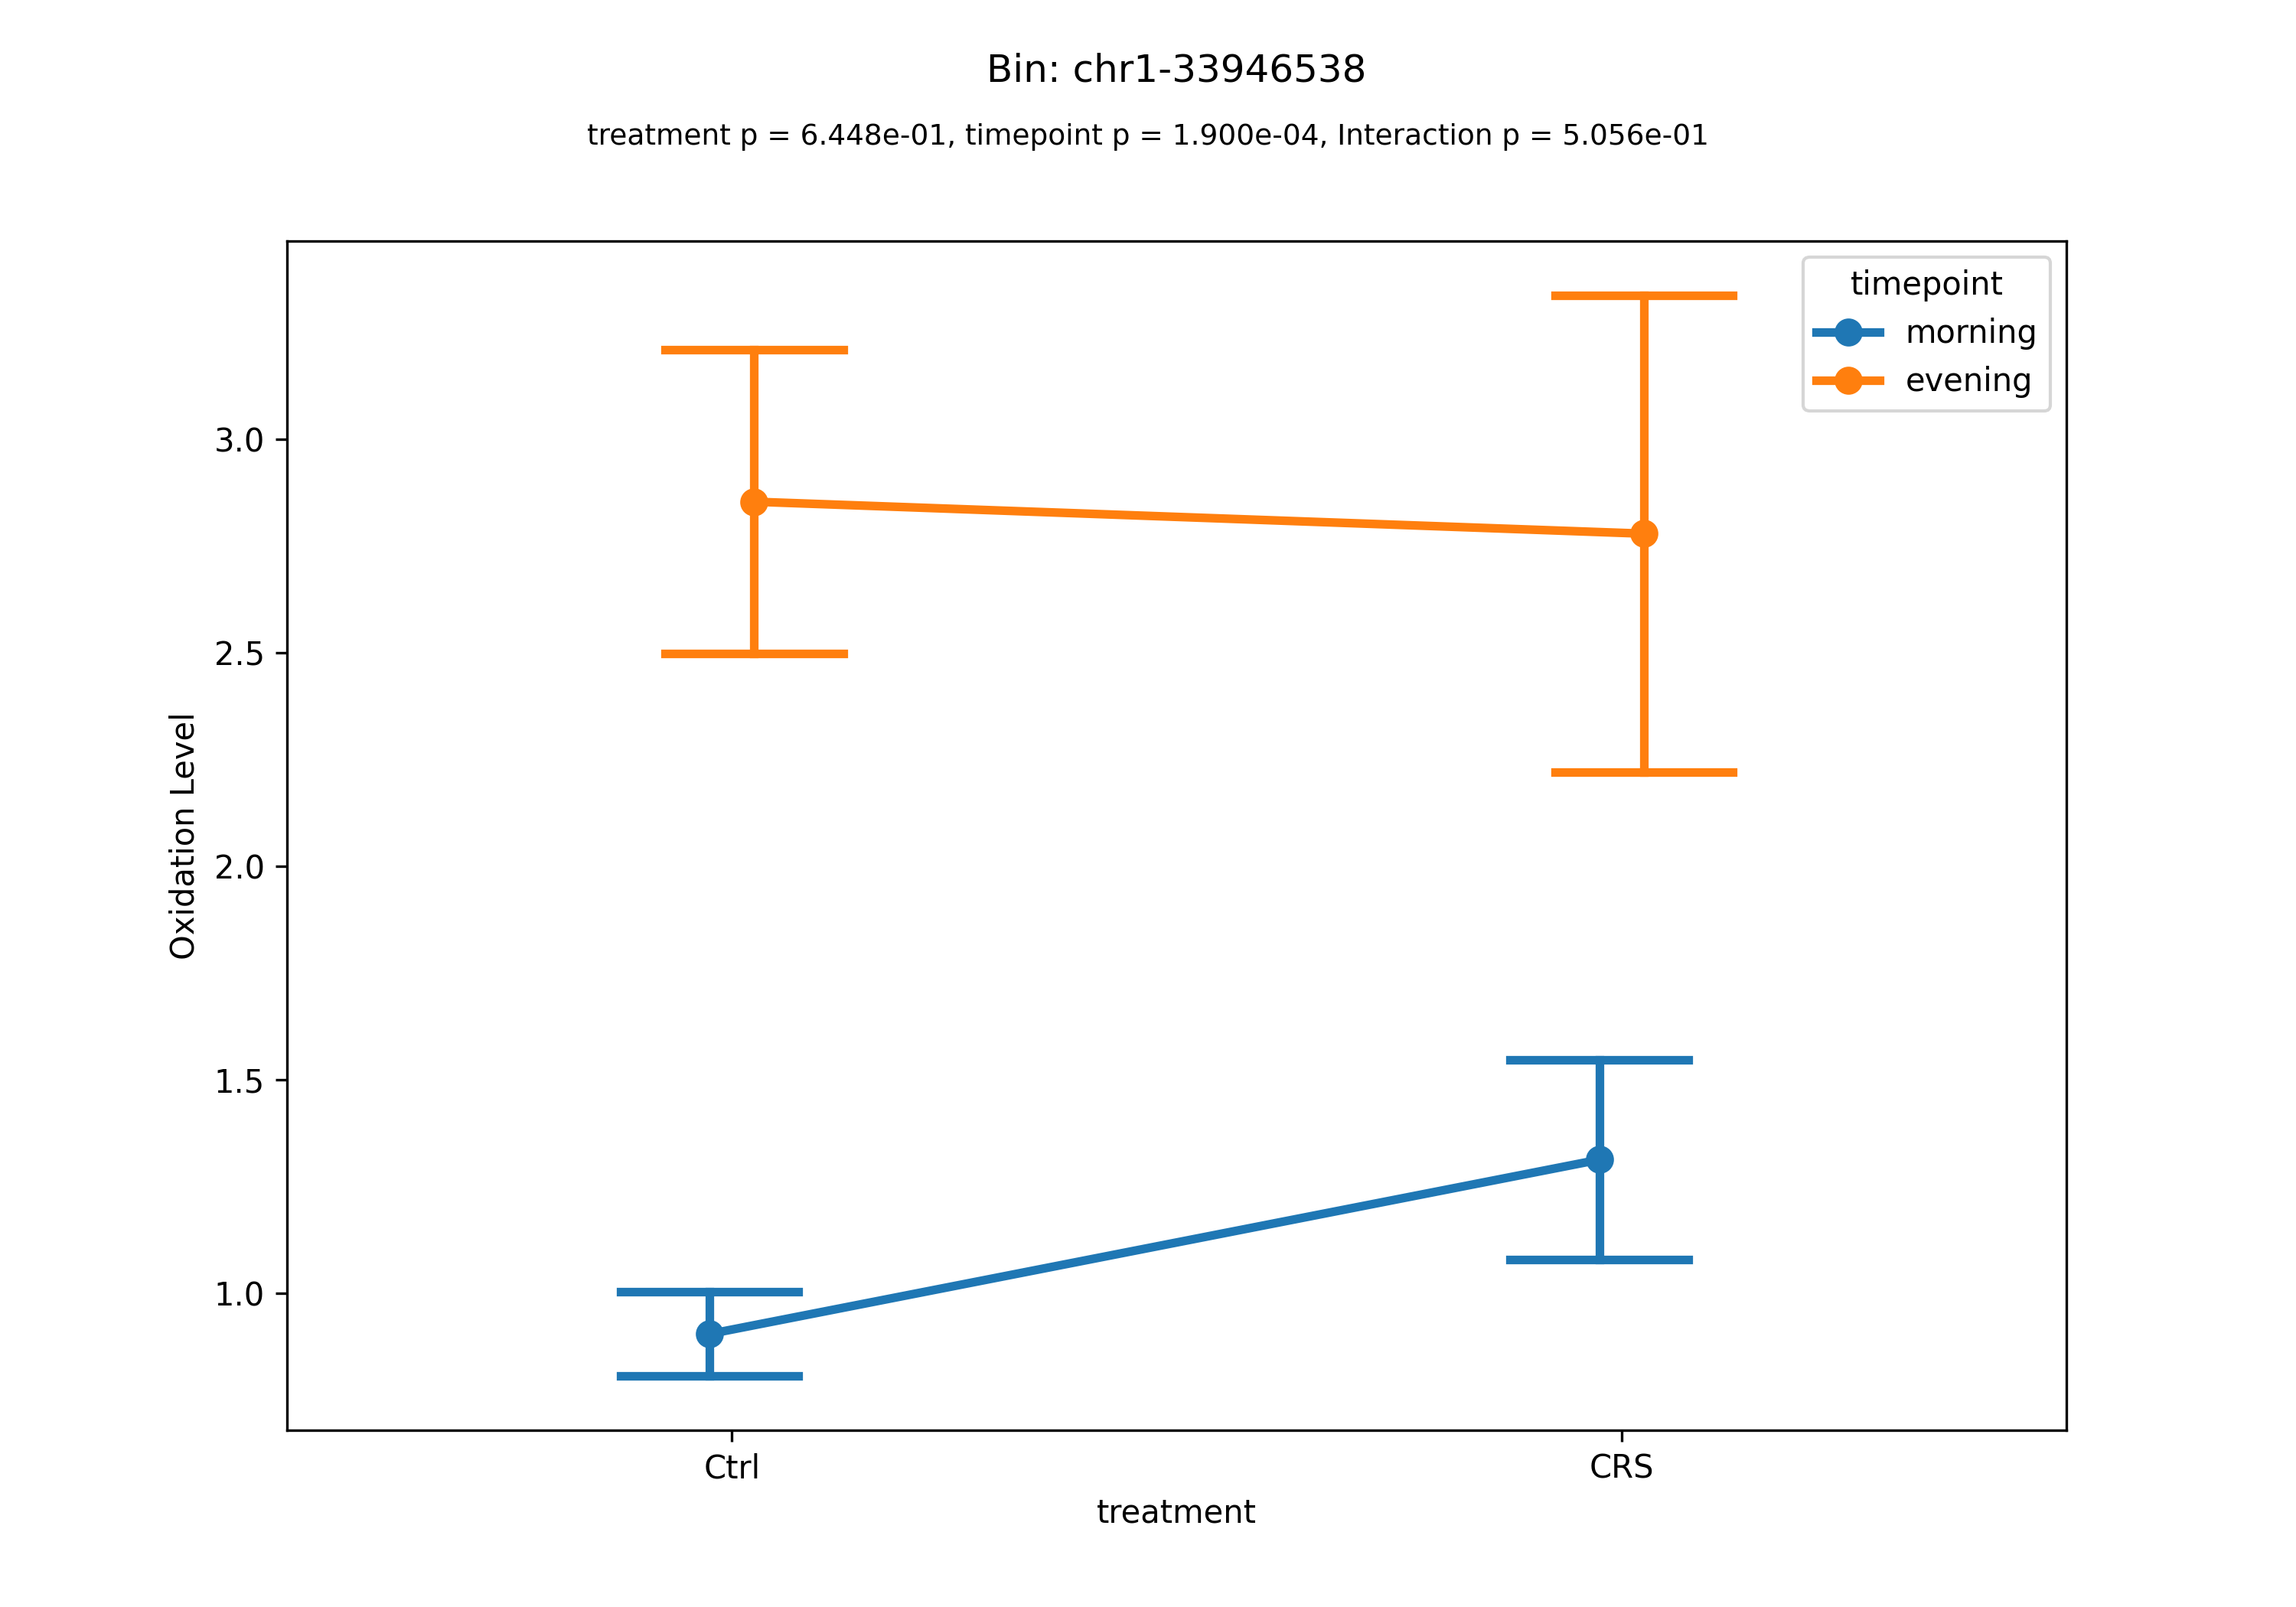 Bin: chr1-33946538
treatment p = 6.448e-01, timepoint p = 1.900e-04, Interaction p = 5.056e-01
timepoint
morning
evening
3.0
2.5
2.0
1.5
1.0
Oxidation Level
Ctrl
CRS
treatment